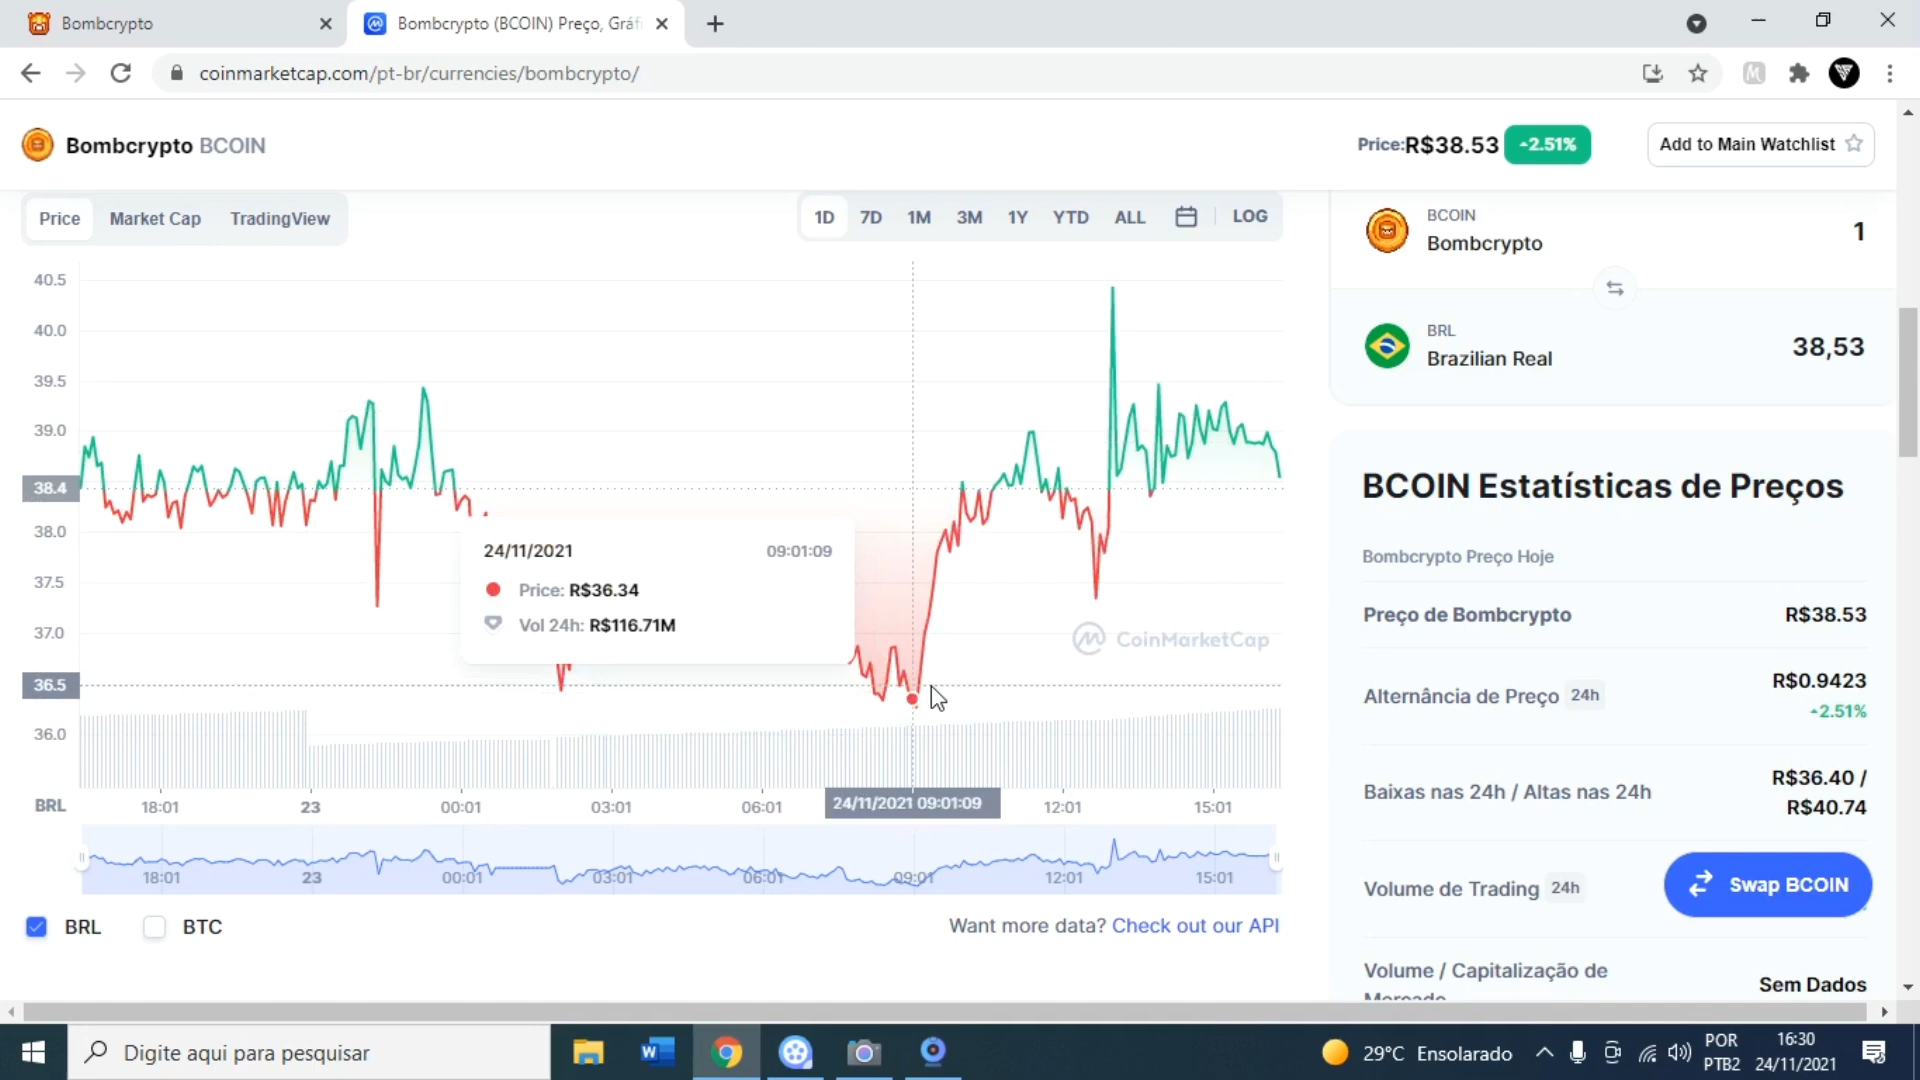 Bombcrypto
Bombcrypto (BCOIN) Preço, Gráf
coinmarketcap.com/pt-br/currencies/bombcrypto/
Bombcrypto BCOIN
Price:R$38.53
2.51%
Add to Main Watchlist
Price
Market Cap
TradingView
1D
7D
1M
3M
1Y
YTD
ALL
LOG
BCOIN
Bombcrypto
1
BRL
Brazilian Real
38,53
40.5
40.0
39.5
39.0
38.4
38.0
37.5
37.0
36.5
36.0
24/11/2021 09:01:09
Price: R$36.34
Vol 24h: R$116.71M
CoinMarketCap
BRL
18:01
23
00:01
03:01
06:01
24/11/2021 09:01:09
12:01
15:01
18:01
23
00:01
03:01
06:01
09:01
12:01
15:01
BRL
BTC
Want more data? Check out our API
BCOIN Estatísticas de Preços
Bombcrypto Preço Hoje
Preço de Bombcrypto
R$38.53
Alternância de Preço 24h
R$0.9423
2.51%
Baixas nas 24h / Altas nas 24h
R$36.40 /
R$40.74
Volume de Trading 24h
Swap BCOIN
Volume / Capitalização de
Mercado
Sem Dados
Digite aqui para pesquisar
29°C Ensolarado
POR
PTB2
16:30
24/11/2021